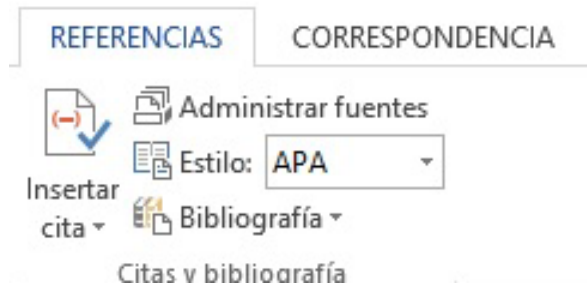 REFERENCIAS CORRESPONDENCIA
Administrar fuentes
Estilo: APA
Insertar
cita
Bibliografía
Citas y bibliografía